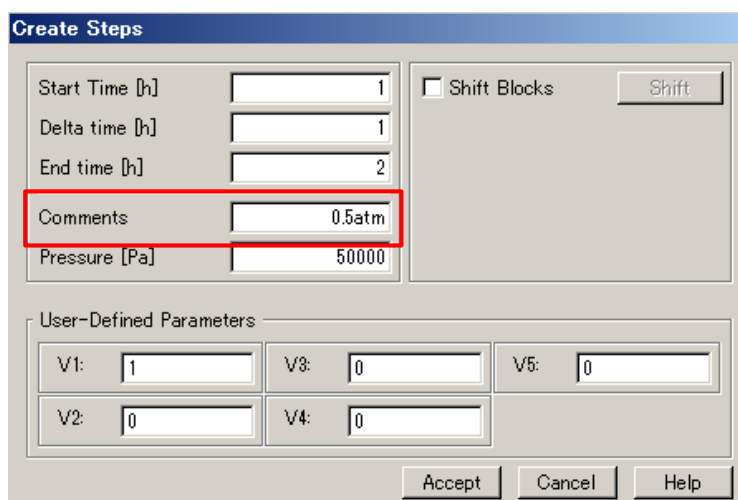 Create Steps
Start Time [h] 1
Shift Blocks Shift
Delta time [h] 1
End time [h] 2
Comments 0.5atm
Pressure [Pa] 50000
User-Defined Parameters
V1: 1 V3: 0 V5: 0
V2: 0 V4: 0
Accept Cancel Help